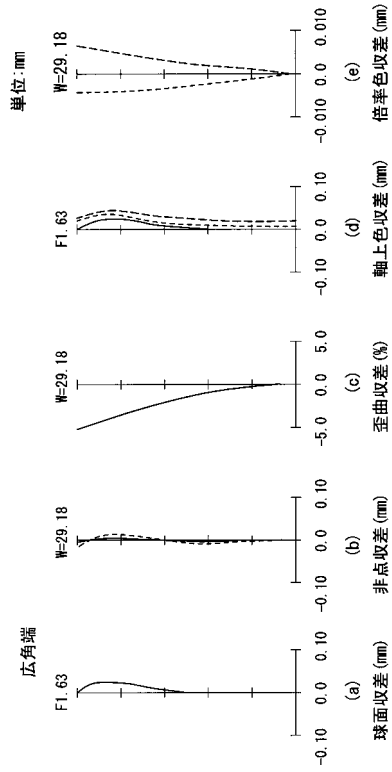 広角端
単位:mm
F1.63
-0.10
0.0
0.10
(a)
球面収差(mm)
W=29.18
-0.10
0.0
0.10
(b)
非点収差(mm)
W=29.18
-5.0
0.0
5.0
(c)
歪曲収差(%)
F1.63
-0.10
0.0
0.10
(d)
軸上色収差(mm)
W=29.18
-0.010
0.0
0.010
(e)
倍率色収差(mm)